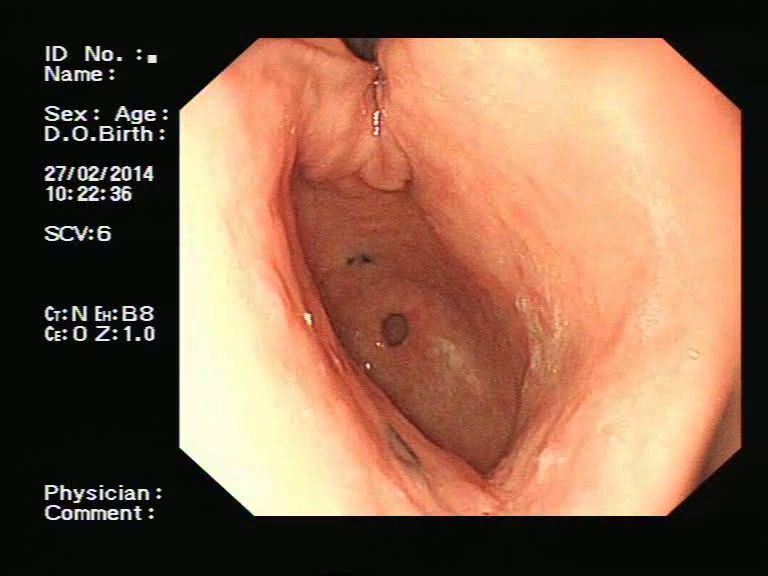 ID No. :
Name:
Sex: Age:
D.O.Birth:
27/02/2014
10:22:36
SCV:6
CT:N EH:B8
CE:0 Z:1.0
Physician:
Comment: